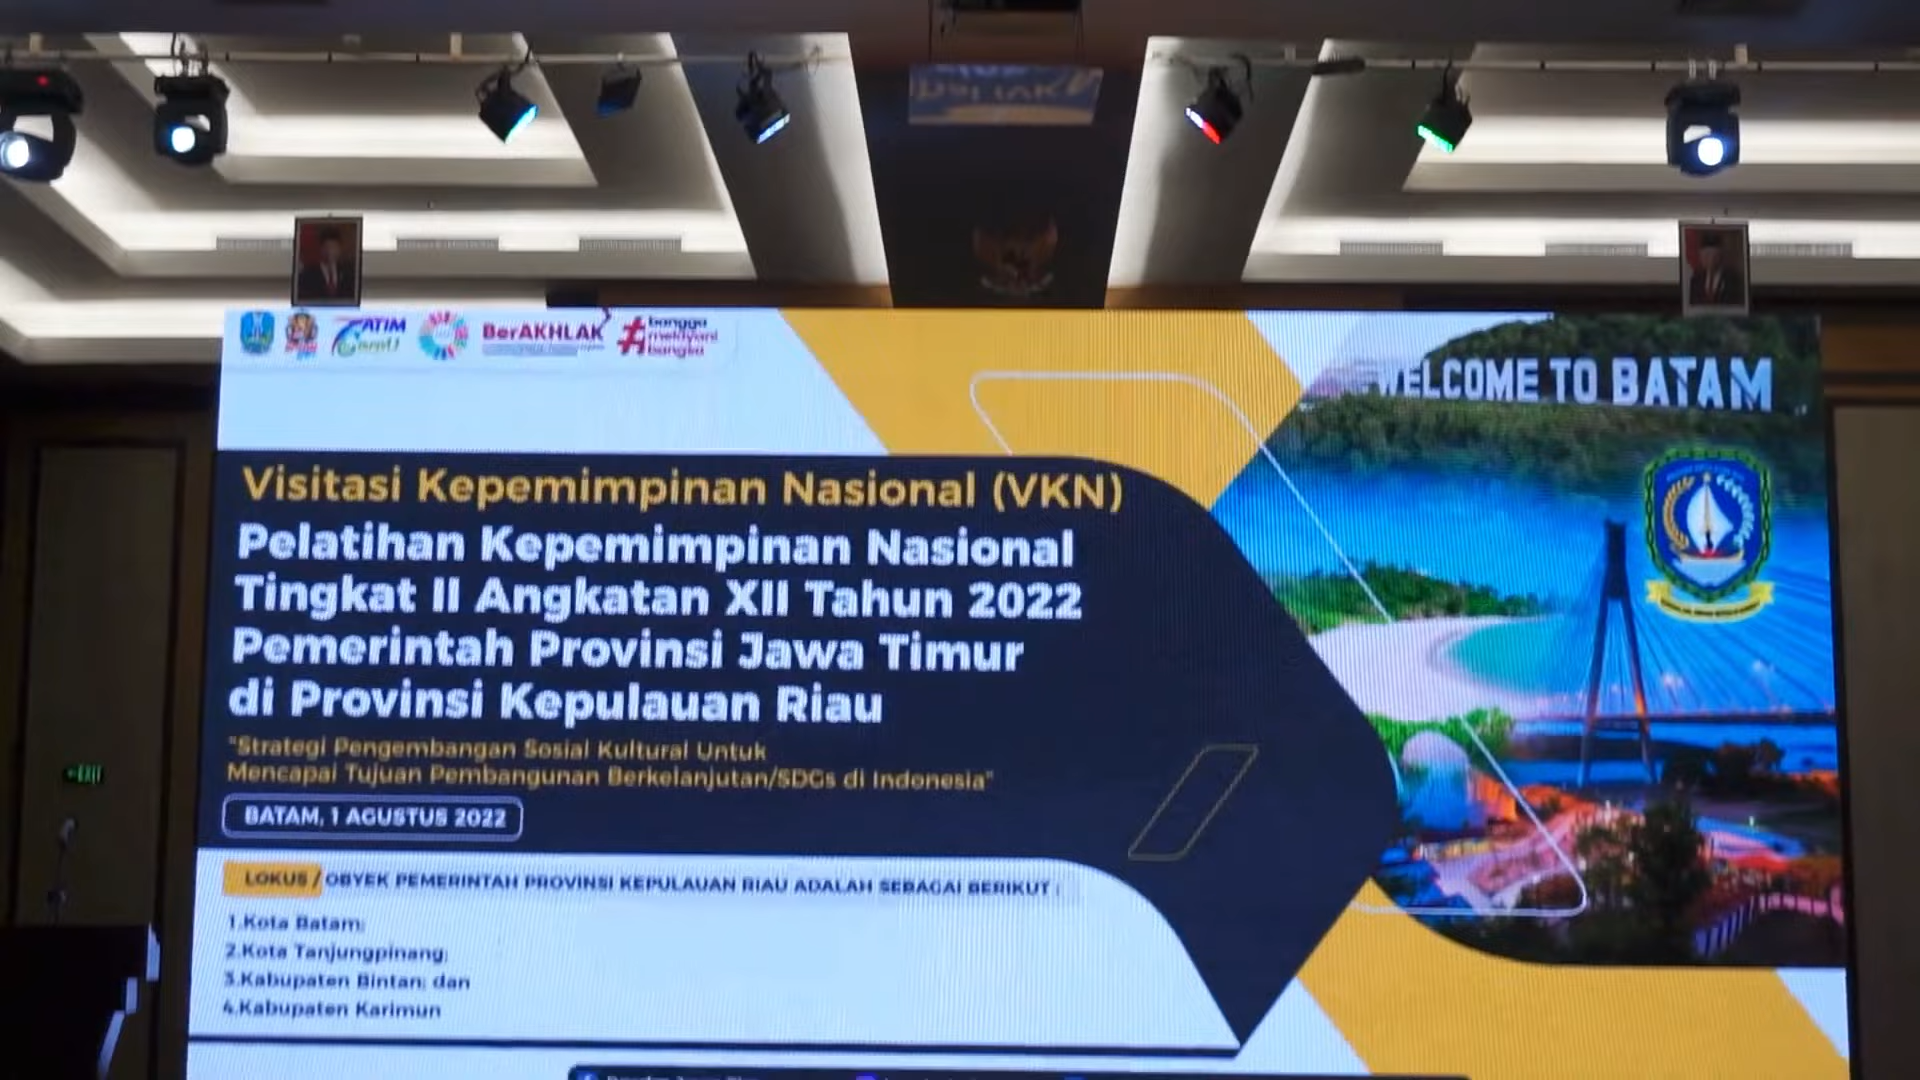 BerAKHLAK
#bangga
melayani
bangsa
WELCOME TO BATAM
Visitasi Kepemimpinan Nasional (VKN)
Pelatihan Kepemimpinan Nasional
Tingkat II Angkatan XII Tahun 2022
Pemerintah Provinsi Jawa Timur
di Provinsi Kepulauan Riau
"Strategi Pengembangan Sosial Kultural Untuk
Mencapai Tujuan Pembangunan Berkelanjutan/SDGs di Indonesia"
BATAM, 1 AGUSTUS 2022
EXIT
LOKUS / OBYEK PEMERINTAH PROVINSI KEPULAUAN RIAU ADALAH SEBAGAI BERIKUT :
1.Kota Batam;
2.Kota Tanjungpinang;
3.Kabupaten Bintan; dan
4.Kabupaten Karimun